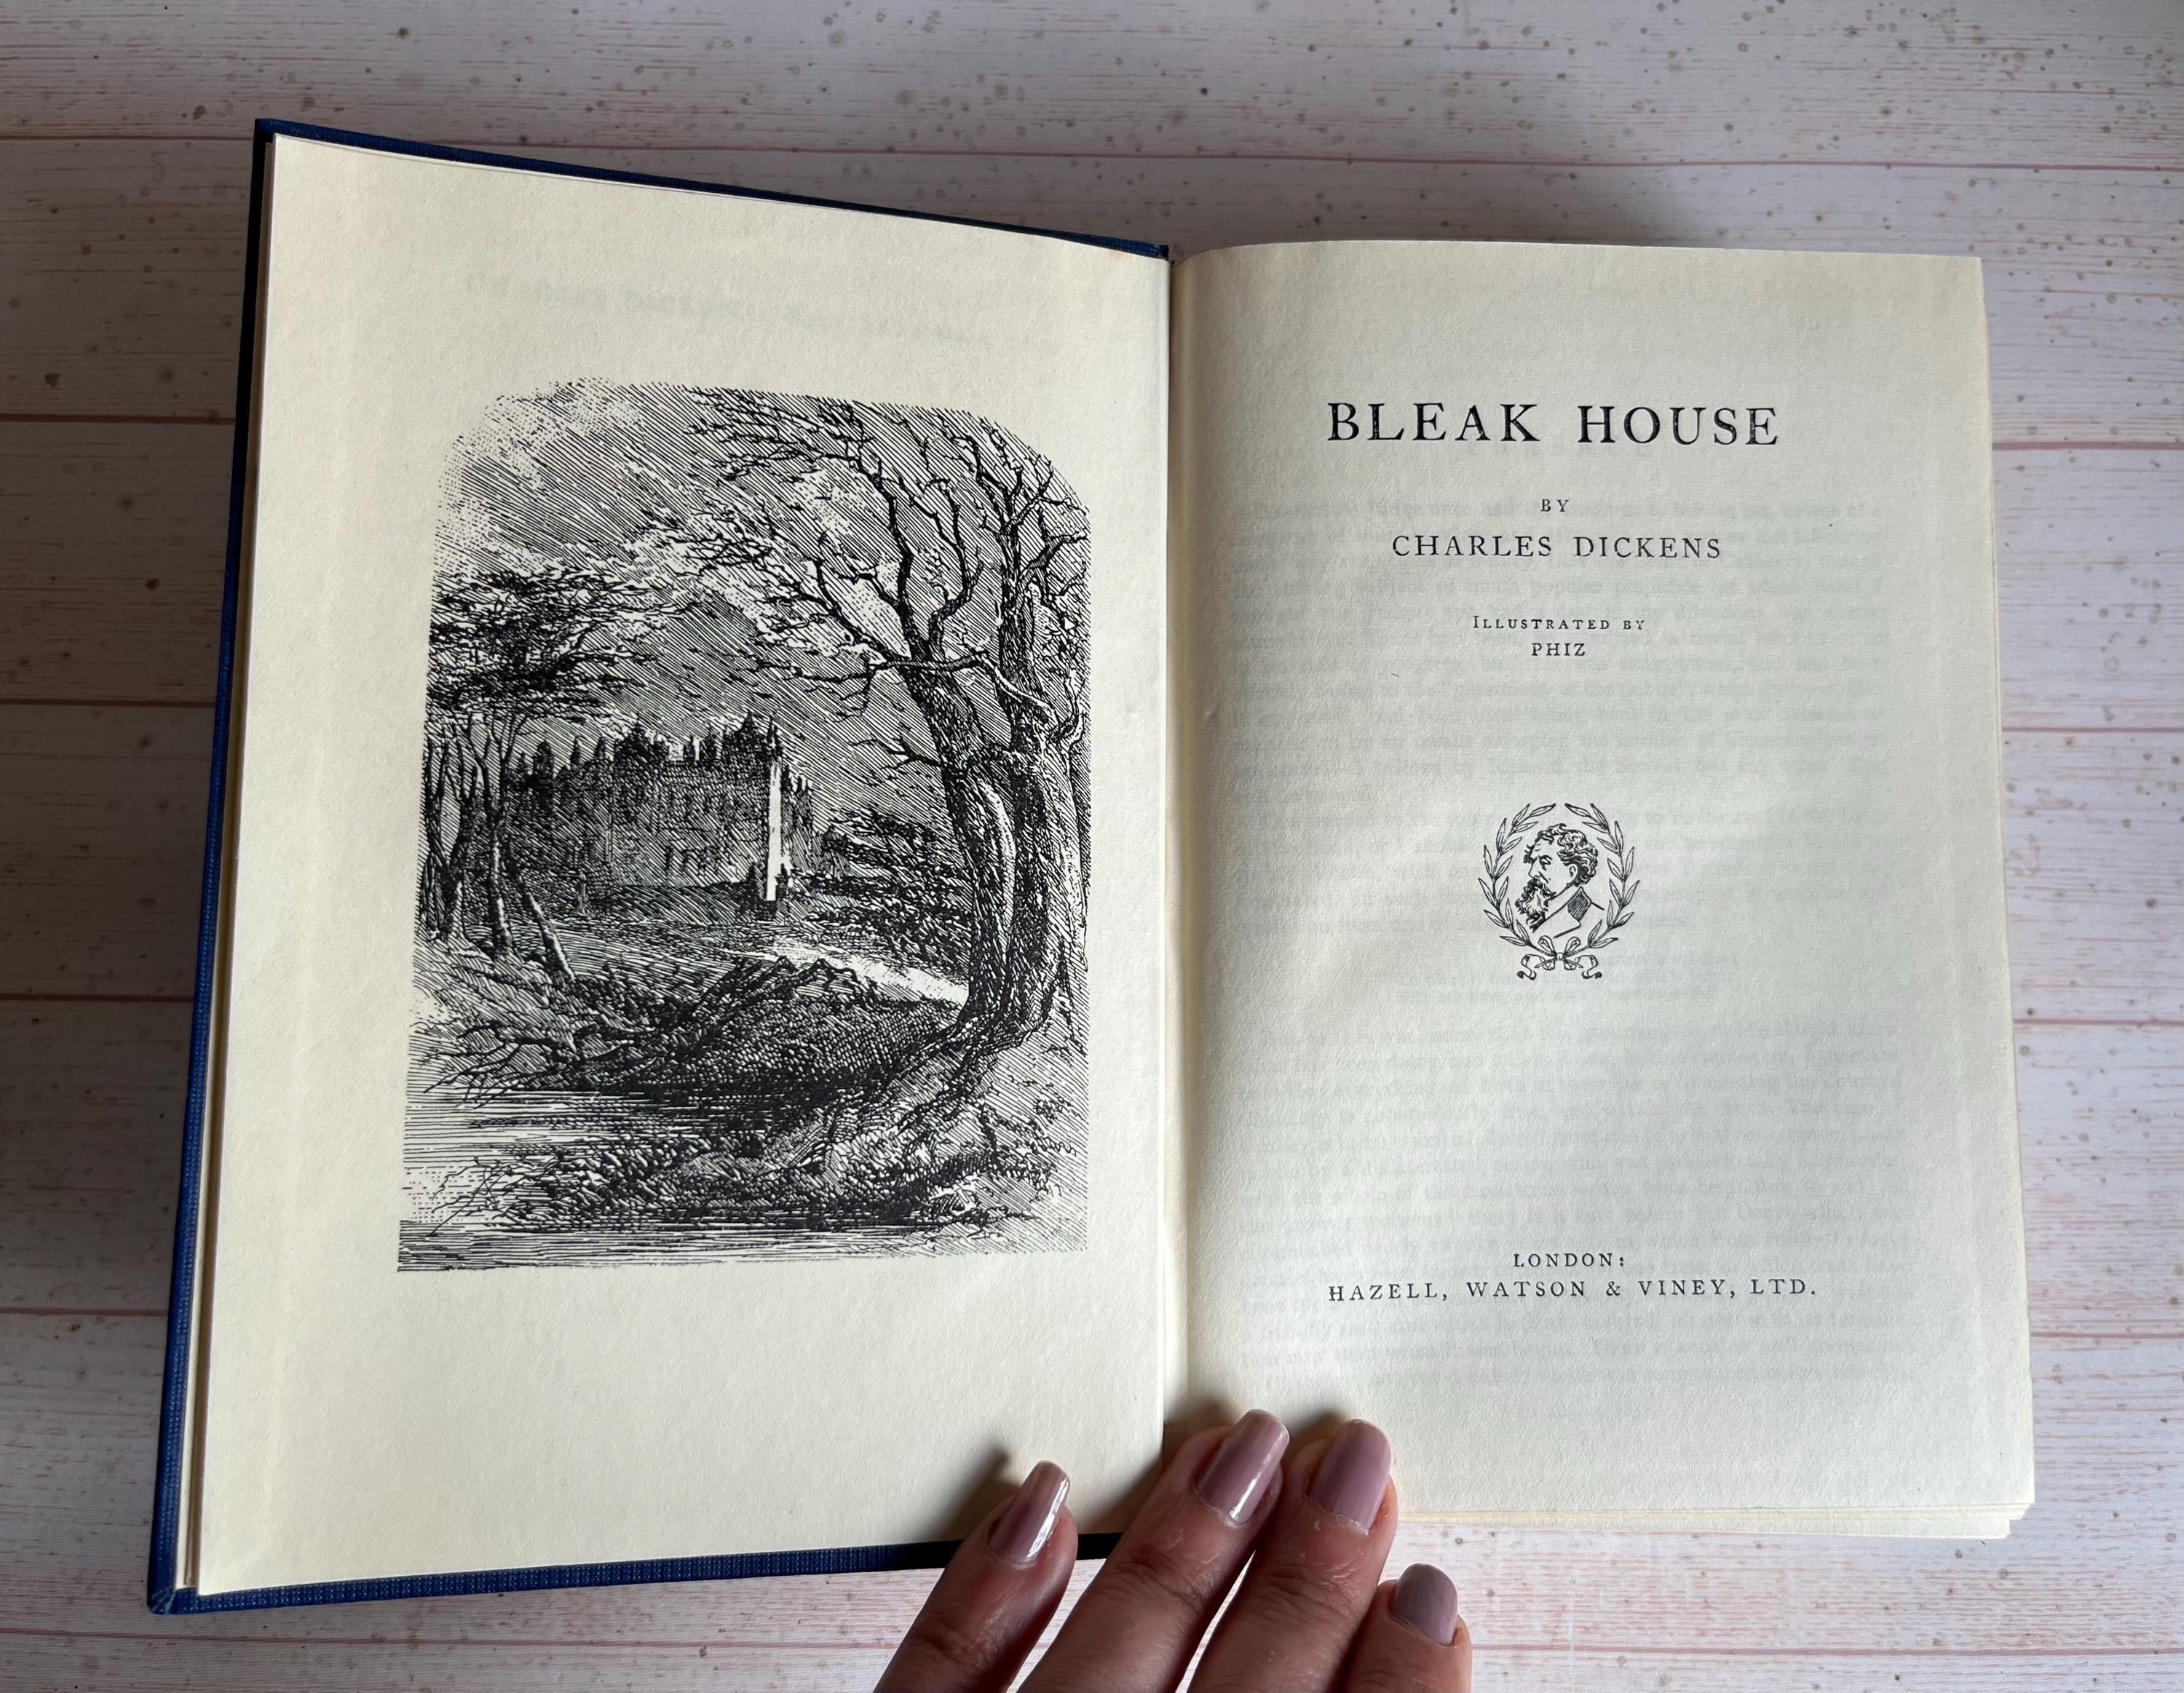 BLEAK HOUSE
BY
CHARLES DICKENS
ILLUSTRATED BY
PHIZ
LONDON:
HAZELL, WATSON & VINEY, LTD.